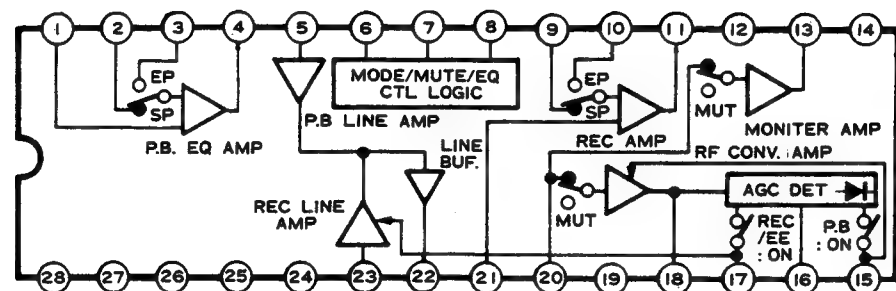 1 2 3 4 5 6 7 8 9 10 11 12 13 14
EP
SP
P.B. EQ AMP
MODE/MUTE/EQ
CTL LOGIC
P.B LINE AMP
LINE
BUF.
REC LINE
AMP
EP
SP
REC AMP
MUT
MONITER AMP
RF CONV. AMP
MUT
AGC DET
REC
/EE
: ON
P.B
: ON
28 27 26 25 24 23 22 21 20 19 18 17 16 15